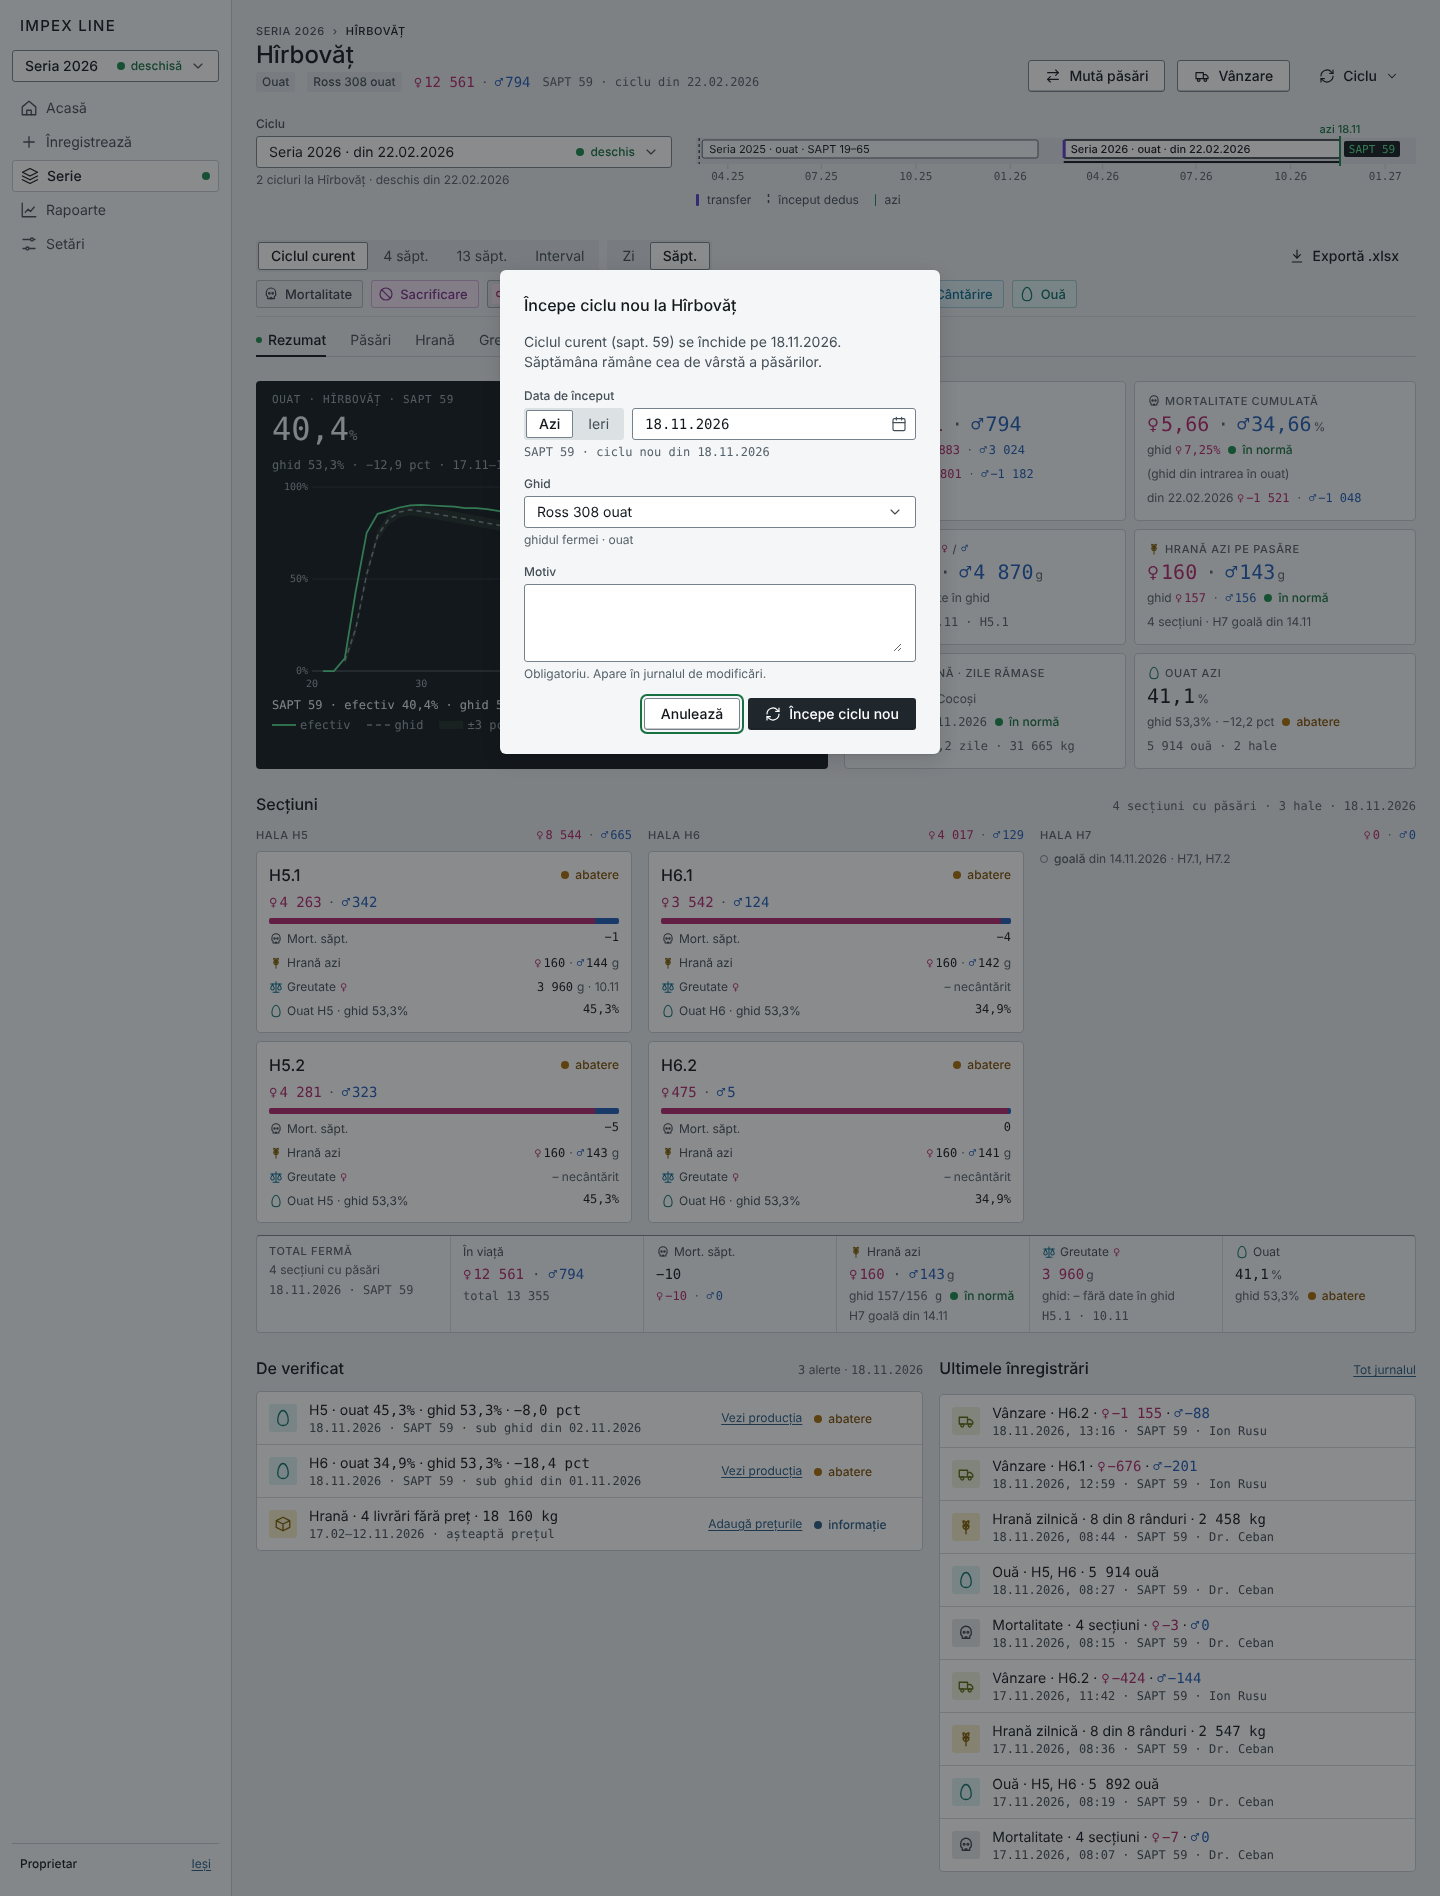 IMPEX LINE
Seria 2026 deschisă
Acasă
Înregistrează
Serie
Rapoarte
Setări
Proprietar Ieși
SERIA 2026 › HÎRBOVĂȚ
Hîrbovăț
Ouat Ross 308 ouat ♀12 561 · ♂794 SAPT 59 · ciclu din 22.02.2026
Mută păsări Vânzare Ciclu
Ciclu
Seria 2026 · din 22.02.2026 deschis
2 cicluri la Hîrbovăț · deschis din 22.02.2026
azi 18.11
Seria 2025 · ouat · SAPT 19–65 Seria 2026 · ouat · din 22.02.2026 SAPT 59
04.25 07.25 10.25 01.26 04.26 07.26 10.26 01.27
transfer început dedus azi
Ciclul curent 4 săpt. 13 săpt. Interval Zi Săpt. Exportă .xlsx
Mortalitate Sacrificare Cântărire Ouă
Rezumat Păsări Hrană Gre
Începe ciclu nou la Hîrbovăț
Ciclul curent (sapt. 59) se închide pe 18.11.2026.
Săptămâna rămâne cea de vârstă a păsărilor.
Data de început
Azi Ieri 18.11.2026
SAPT 59 · ciclu nou din 18.11.2026
Ghid
Ross 308 ouat
ghidul fermei · ouat
Motiv
Obligatoriu. Apare în jurnalul de modificări.
Anulează Începe ciclu nou
OUAT · HÎRBOVĂȚ · SAPT 59
40,4%
ghid 53,3% · −12,9 pct · 17.11–1
100%
50%
0%
20 30
SAPT 59 · efectiv 40,4% · ghid 5
efectiv ghid ±3 p
· ♂794
883 · ♂3 024
801 · ♂−1 182
MORTALITATE CUMULATĂ
♀5,66 · ♂34,66%
ghid ♀7,25% în normă
(ghid din intrarea în ouat)
din 22.02.2026 ♀−1 521 · ♂−1 048
♀ / ♂
· ♂4 870g
te în ghid
.11 · H5.1
HRANĂ AZI PE PASĂRE
♀160 · ♂143g
ghid ♀157 · ♂156 în normă
4 secțiuni · H7 goală din 14.11
NĂ · ZILE RĂMASE
Cocoși
11.2026 în normă
,2 zile · 31 665 kg
OUAT AZI
41,1%
ghid 53,3% · −12,2 pct abatere
5 914 ouă · 2 hale
Secțiuni 4 secțiuni cu păsări · 3 hale · 18.11.2026
HALA H5 ♀8 544 · ♂665
H5.1 abatere
♀4 263 · ♂342
Mort. săpt. −1
Hrană azi ♀160 · ♂144 g
Greutate ♀ 3 960 g · 10.11
Ouat H5 · ghid 53,3% 45,3%
H5.2 abatere
♀4 281 · ♂323
Mort. săpt. −5
Hrană azi ♀160 · ♂143 g
Greutate ♀ – necântărit
Ouat H5 · ghid 53,3% 45,3%
HALA H6 ♀4 017 · ♂129
H6.1 abatere
♀3 542 · ♂124
Mort. săpt. −4
Hrană azi ♀160 · ♂142 g
Greutate ♀ – necântărit
Ouat H6 · ghid 53,3% 34,9%
H6.2 abatere
♀475 · ♂5
Mort. săpt. 0
Hrană azi ♀160 · ♂141 g
Greutate ♀ – necântărit
Ouat H6 · ghid 53,3% 34,9%
HALA H7 ♀0 · ♂0
goală din 14.11.2026 · H7.1, H7.2
TOTAL FERMĂ
4 secțiuni cu păsări
18.11.2026 · SAPT 59
În viață
♀12 561 · ♂794
total 13 355
Mort. săpt.
−10
♀−10 · ♂0
Hrană azi
♀160 · ♂143g
ghid 157/156 g în normă
H7 goală din 14.11
Greutate ♀
3 960g
ghid: – fără date în ghid
H5.1 · 10.11
Ouat
41,1%
ghid 53,3% abatere
De verificat 3 alerte · 18.11.2026
H5 · ouat 45,3% · ghid 53,3% · −8,0 pct
18.11.2026 · SAPT 59 · sub ghid din 02.11.2026
Vezi producția abatere
H6 · ouat 34,9% · ghid 53,3% · −18,4 pct
18.11.2026 · SAPT 59 · sub ghid din 01.11.2026
Vezi producția abatere
Hrană · 4 livrări fără preț · 18 160 kg
17.02–12.11.2026 · așteaptă prețul
Adaugă prețurile informație
Ultimele înregistrări Tot jurnalul
Vânzare · H6.2 · ♀−1 155 · ♂−88
18.11.2026, 13:16 · SAPT 59 · Ion Rusu
Vânzare · H6.1 · ♀−676 · ♂−201
18.11.2026, 12:59 · SAPT 59 · Ion Rusu
Hrană zilnică · 8 din 8 rânduri · 2 458 kg
18.11.2026, 08:44 · SAPT 59 · Dr. Ceban
Ouă · H5, H6 · 5 914 ouă
18.11.2026, 08:27 · SAPT 59 · Dr. Ceban
Mortalitate · 4 secțiuni · ♀−3 · ♂0
18.11.2026, 08:15 · SAPT 59 · Dr. Ceban
Vânzare · H6.2 · ♀−424 · ♂−144
17.11.2026, 11:42 · SAPT 59 · Ion Rusu
Hrană zilnică · 8 din 8 rânduri · 2 547 kg
17.11.2026, 08:36 · SAPT 59 · Dr. Ceban
Ouă · H5, H6 · 5 892 ouă
17.11.2026, 08:19 · SAPT 59 · Dr. Ceban
Mortalitate · 4 secțiuni · ♀−7 · ♂0
17.11.2026, 08:07 · SAPT 59 · Dr. Ceban